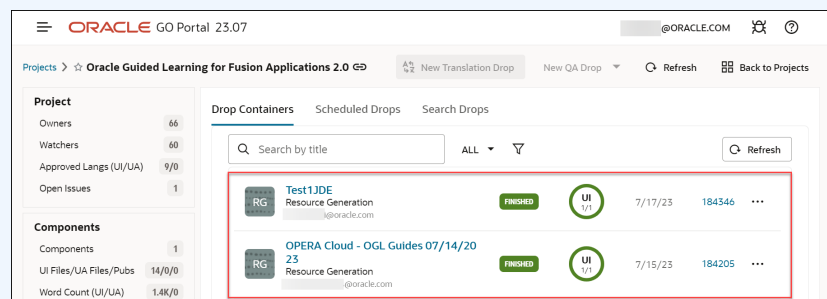 ORACLE GO Portal 23.07
@ORACLE.COM
Projects > Oracle Guided Learning for Fusion Applications 2.0
New Translation Drop
New QA Drop
Refresh
Back to Projects
Project
Owners 66
Watchers 60
Approved Langs (UI/UA) 9/0
Open Issues 1
Components
Components 1
UI Files/UA Files/Pubs 14/0/0
Word Count (UI/UA) 1.4K/0
Drop Containers Scheduled Drops Search Drops
Search by title
ALL
Refresh
RG
Test1JDE
Resource Generation
@oracle.com
FINISHED
UI
1/1
7/17/23
184346
RG
OPERA Cloud - OGL Guides 07/14/20
23
Resource Generation
@oracle.com
FINISHED
UI
1/1
7/15/23
184205